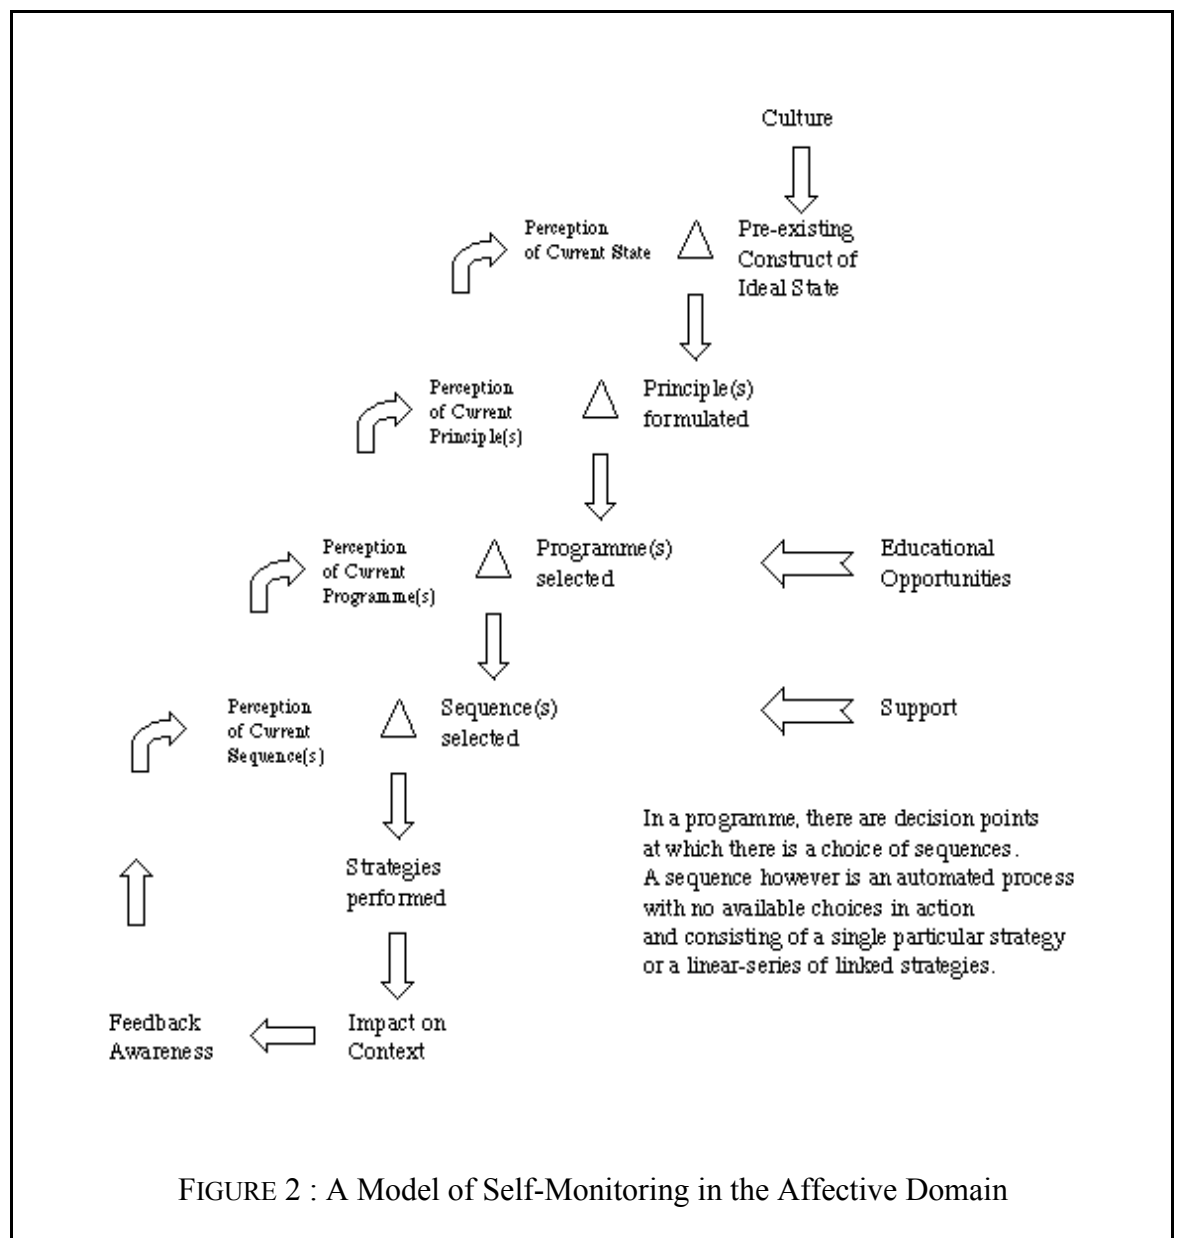 Culture
Perception
of Current State
Pre-existing
Construct of
Ideal State
Perception
of Current
Principle(s)
Principle(s)
formulated
Perception
of Current
Programme(s)
Programme(s)
selected
Educational
Opportunities
Perception
of Current
Sequence(s)
Sequence(s)
selected
Support
In a programme, there are decision points
at which there is a choice of sequences.
A sequence however is an automated process
with no available choices in action
and consisting of a single particular strategy
or a linear-series of linked strategies.
Strategies
performed
Feedback
Awareness
Impact on
Context
FIGURE 2 : A Model of Self-Monitoring in the Affective Domain